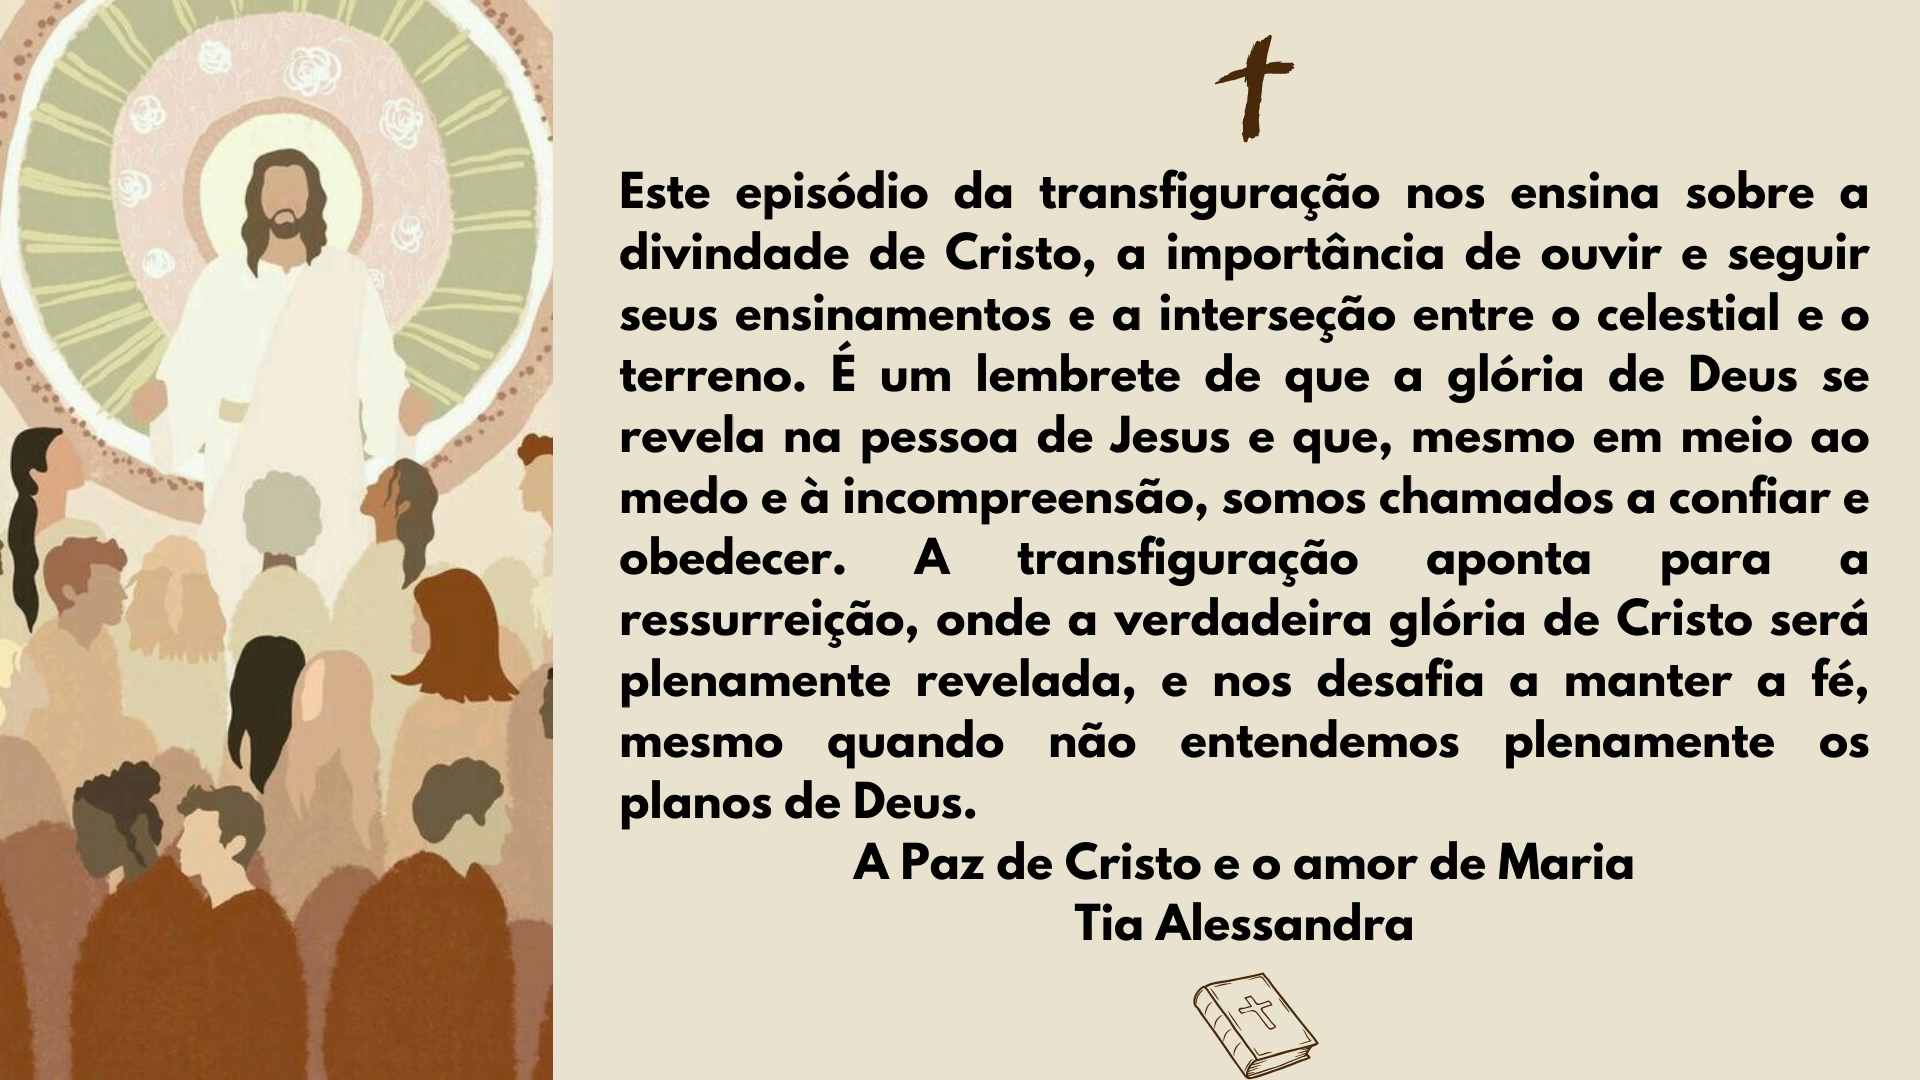 Este episódio da transfiguração nos ensina sobre a
divindade de Cristo, a importância de ouvir e seguir
seus ensinamentos e a interseção entre o celestial e o
terreno. É um lembrete de que a glória de Deus se
revela na pessoa de Jesus e que, mesmo em meio ao
medo e à incompreensão, somos chamados a confiar e
obedecer. A transfiguração aponta para a
ressurreição, onde a verdadeira glória de Cristo será
plenamente revelada, e nos desafia a manter a fé,
mesmo quando não entendemos plenamente os
planos de Deus.
A Paz de Cristo e o amor de Maria
Tia Alessandra